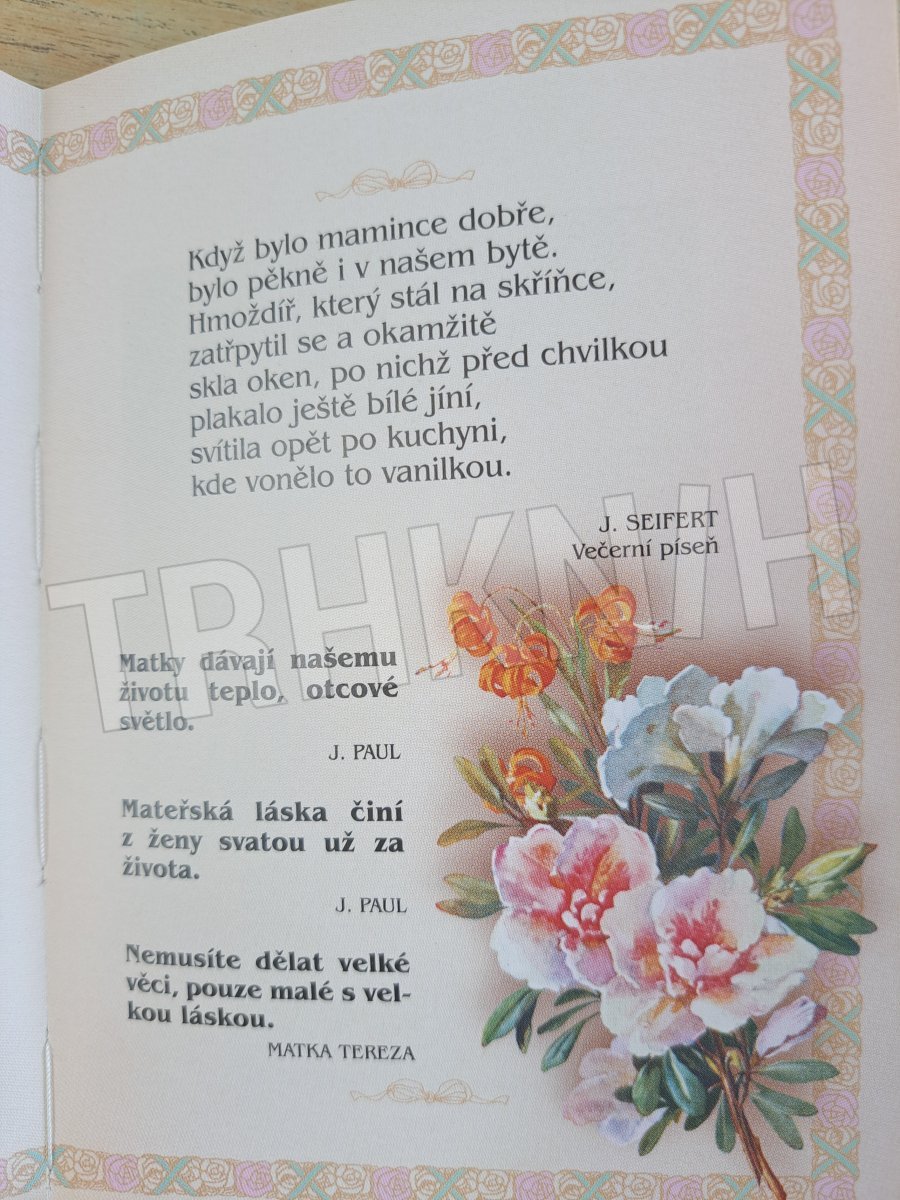 Když bylo mamince dobře,
bylo pěkně i v našem bytě.
Hmoždíř, který stál na skříňce,
zatřpytil se a okamžitě
skla oken, po nichž před chvilkou
plakalo ještě bílé jíní,
svítila opět po kuchyni,
kde vonělo to vanilkou.
J. SEIFERT
Večerní píseň
TRHKNIH
Matky dávají našemu
životu teplo, otcové
světlo.
J. PAUL
Mateřská láska činí
z ženy svatou už za
života.
J. PAUL
Nemusíte dělat velké
věci, pouze malé s vel-
kou láskou.
MATKA TEREZA